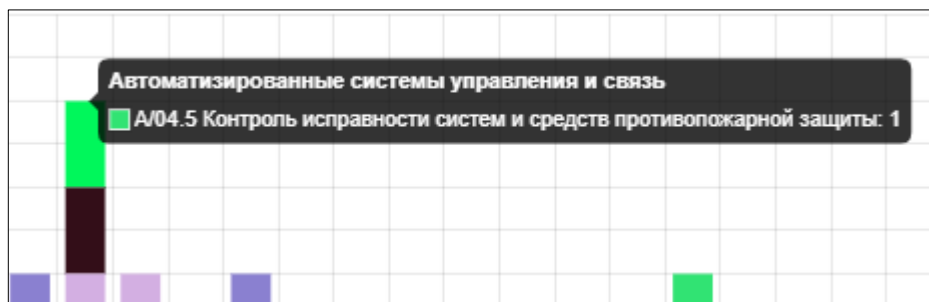 Автоматизированные системы управления и связь
A/04.5 Контроль исправности систем и средств противопожарной защиты: 1